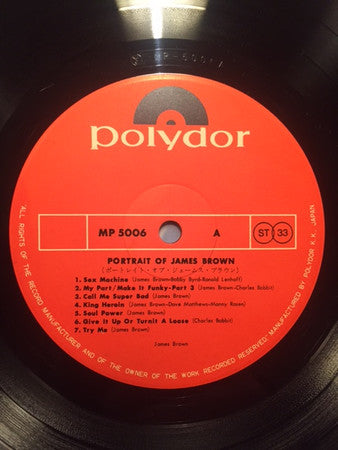 MP-5006A
polydor
MP 5006 A ST 33
PORTRAIT OF JAMES BROWN
(ポートレイト・オブ・ジェームス・ブラウン)
1. Sex Machine (James Brown-Bobby Byrd-Ronald Lenhoff)
2. My Part/Make It Funky-Part 3 (James Brown-Charles Bobbit)
3. Call Me Super Bad (James Brown)
4. King Heroin (James Brown-Dave Matthews-Manny Rosen)
5. Soul Power (James Brown)
6. Give It Up Or Turnit A Loose (Charles Bobbit)
7. Try Me (James Brown)
James Brown
ALL RIGHTS OF THE RECORD MANUFACTURERS AND OF THE OWNER OF THE WORK RECORDED RESERVED. MANUFACTURED BY POLYDOR K.K. JAPAN